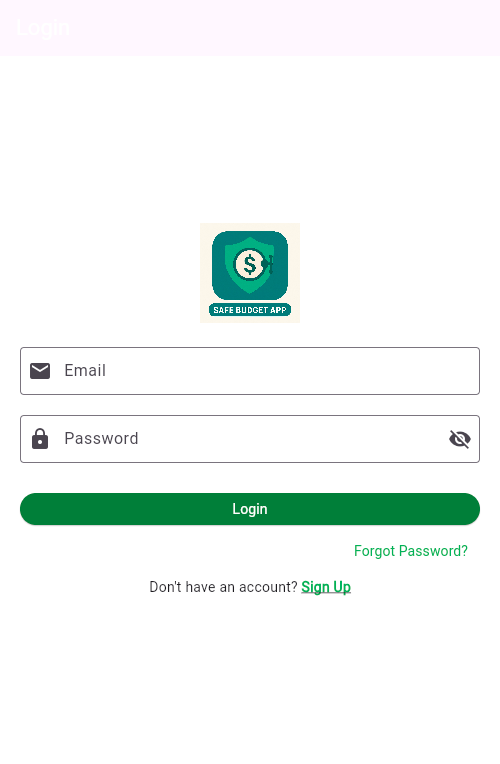 Login
SAFE BUDGET APP
Email
Password
Login
Forgot Password?
Don't have an account? Sign Up